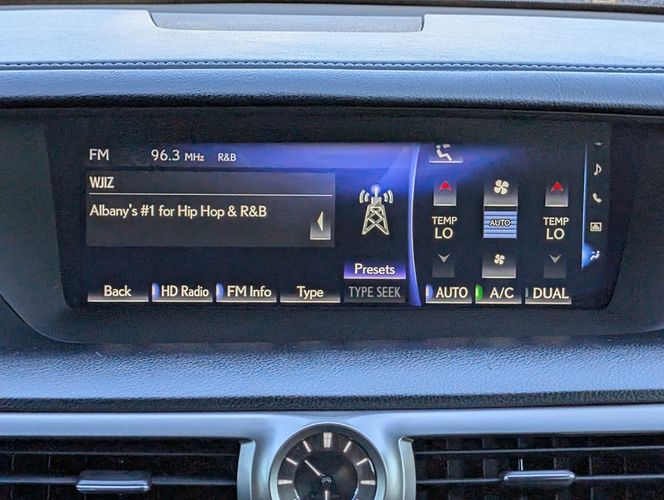 FM 96.3 MHz R&B
WJIZ
Albany's #1 for Hip Hop & R&B
Presets
Back HD Radio FM Info Type TYPE SEEK
TEMP LO AUTO TEMP LO
AUTO A/C DUAL